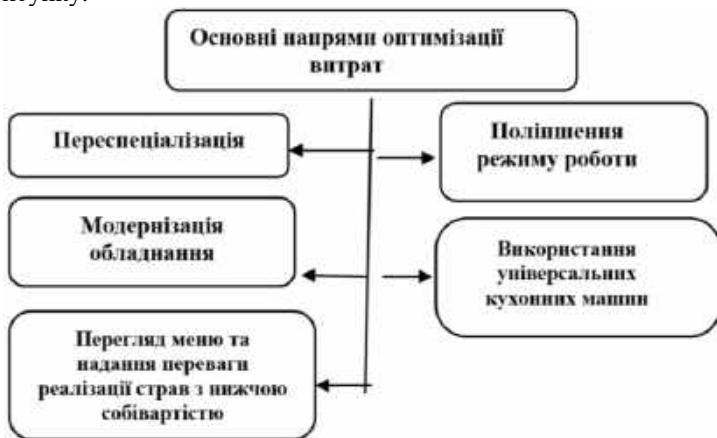 Основні напрями оптимізації
витрат
Переспеціалізація
Поліпшення
режиму роботи
Модернізація
обладнання
Використання
універсальних
кухонних машин
Перегляд меню та
надання переваги
реалізації страв з нижчою
собівартістю